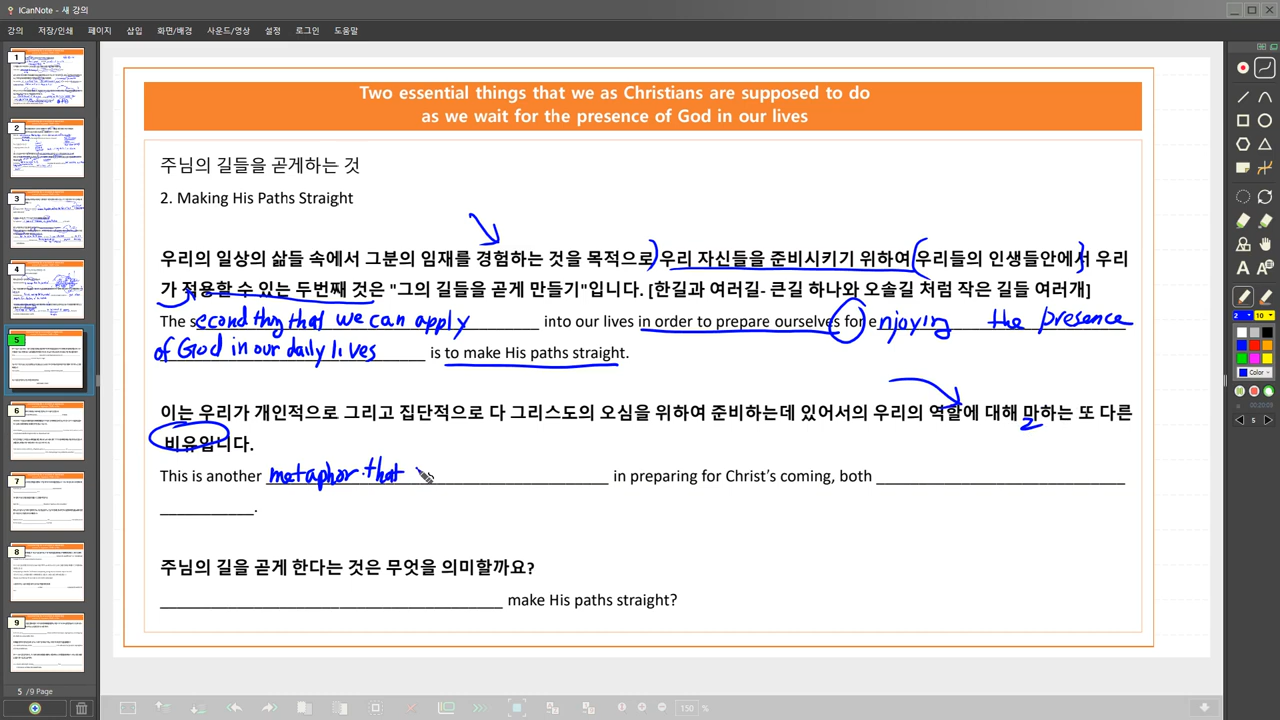 ICanNote - 새 강의
강의 저장/인쇄 페이지 삽입 화면/배경 사운드/영상 설정 로그인 도움말
Two essential things that we as Christians are supposed to do
as we wait for the presence of God in our lives
주님의 길들을 곧게하는 것
2. Making His Paths Straight
우리의 일상의 삶들 속에서 그분의 임재를 경험하는 것을 목적으로 우리 자신들을 준비시키기 위하여 우리들의 인생들안에서 우리
가 적용할 수 있는 두번째 것은 "그의 길들을 곧게 만들기"입니다. [한길과 여러길- 큰길 하나와 오솔길 처럼 작은 길들 여러개]
The second thing that we can apply into our lives in order to prepare ourselves for enjoying the presence
of God in our daily lives is to make His paths straight.
이는 우리가 개인적으로 그리고 집단적으로 다 그리스도의 오심을 위하여 준비하는데 있어서의 우리의 역할에 대해 말하는 또 다른
비유입니다.
This is another metaphor that in preparing for Christ's coming, both
.
주님의 길을 곧게 한다는 것은 무엇을 의미할까요?
make His paths straight?
1
2
3
4
5
6
7
8
9
5 /9 Page
150 %
2 10
Color
5